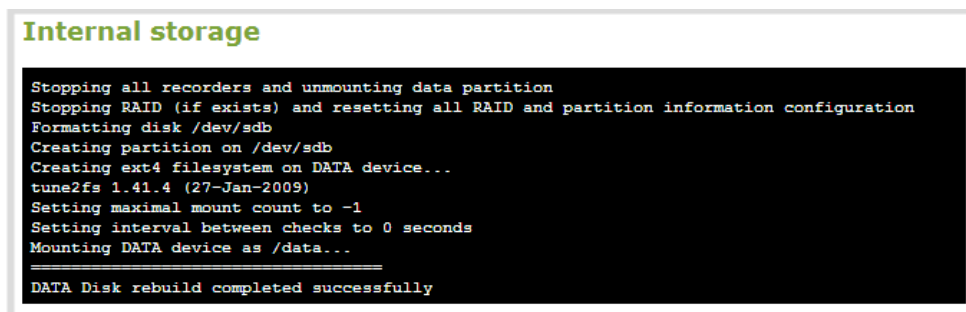 Internal storage
Stopping all recorders and unmounting data partition
Stopping RAID (if exists) and resetting all RAID and partition information configuration
Formatting disk /dev/sdb
Creating partition on /dev/sdb
Creating ext4 filesystem on DATA device...
tune2fs 1.41.4 (27-Jan-2009)
Setting maximal mount count to -1
Setting interval between checks to 0 seconds
Mounting DATA device as /data...
===================================
DATA Disk rebuild completed successfully